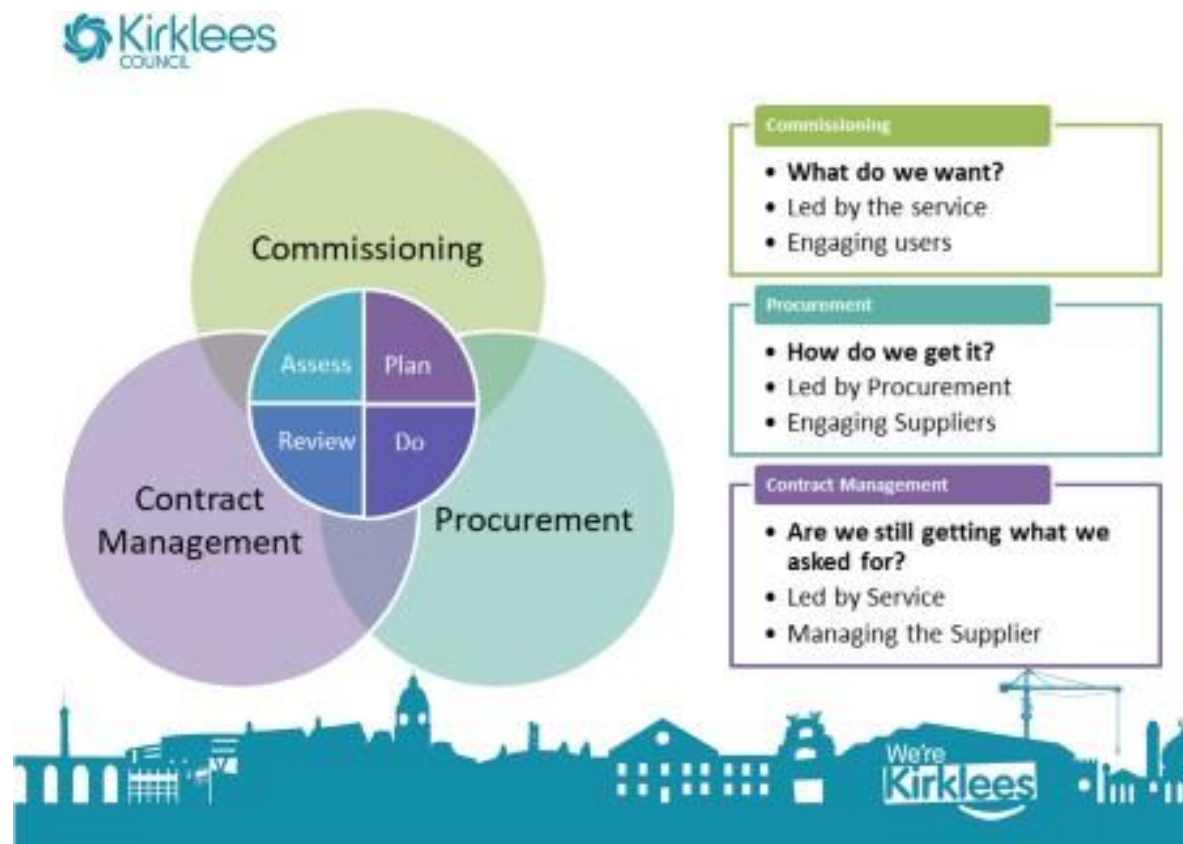 Kirklees
COUNCIL
Commissioning
Assess
Plan
Review
Do
Contract
Management
Procurement
Commissioning
• What do we want?
• Led by the service
• Engaging users
Procurement
• How do we get it?
• Led by Procurement
• Engaging Suppliers
Contract Management
• Are we still getting what we
asked for?
• Led by Service
• Managing the Supplier
We're
Kirklees